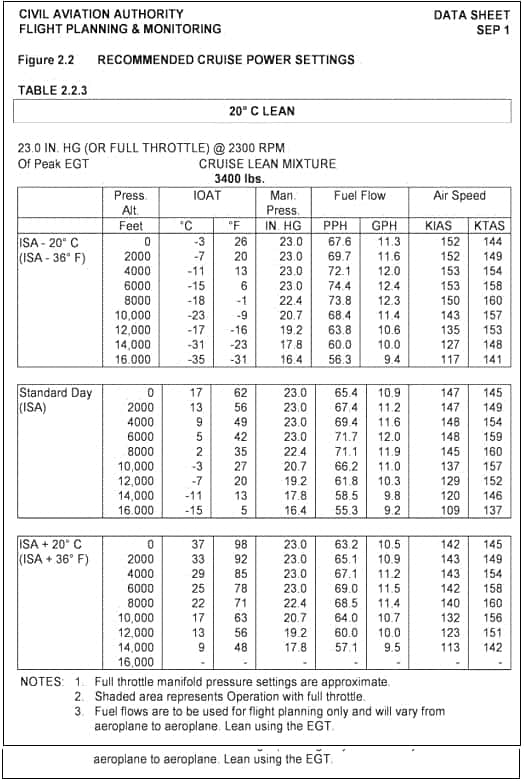 CIVIL AVIATION AUTHORITY DATA SHEET
FLIGHT PLANNING & MONITORING SEP 1
Figure 2.2 RECOMMENDED CRUISE POWER SETTINGS
TABLE 2.2.3
20° C LEAN
23.0 IN. HG (OR FULL THROTTLE) @ 2300 RPM
Of Peak EGT CRUISE LEAN MIXTURE
3400 lbs.
Press. IOAT Man. Fuel Flow Air Speed
Alt. Press.
Feet °C °F IN HG PPH GPH KIAS KTAS
ISA - 20° C 0 -3 26 23.0 67.6 11.3 152 144
(ISA - 36° F) 2000 -7 20 23.0 69.7 11.6 152 149
4000 -11 13 23.0 72.1 12.0 153 154
6000 -15 6 23.0 74.4 12.4 153 158
8000 -18 -1 22.4 73.8 12.3 150 160
10,000 -23 -9 20.7 68.4 11.4 143 157
12,000 -17 -16 19.2 63.8 10.6 135 153
14,000 -31 -23 17.8 60.0 10.0 127 148
16.000 -35 -31 16.4 56.3 9.4 117 141
Standard Day 0 17 62 23.0 65.4 10.9 147 145
(ISA) 2000 13 56 23.0 67.4 11.2 147 149
4000 9 49 23.0 69.4 11.6 148 154
6000 5 42 23.0 71.7 12.0 148 159
8000 2 35 22.4 71.1 11.9 145 160
10,000 -3 27 20.7 66.2 11.0 137 157
12,000 -7 20 19.2 61.8 10.3 129 152
14,000 -11 13 17.8 58.5 9.8 120 146
16.000 -15 5 16.4 55.3 9.2 109 137
ISA + 20° C 0 37 98 23.0 63.2 10.5 142 145
(ISA + 36° F) 2000 33 92 23.0 65.1 10.9 143 149
4000 29 85 23.0 67.1 11.2 143 154
6000 25 78 23.0 69.0 11.5 142 158
8000 22 71 22.4 68.5 11.4 140 160
10,000 17 63 20.7 64.0 10.7 132 156
12,000 13 56 19.2 60.0 10.0 123 151
14,000 9 48 17.8 57.1 9.5 113 142
16,000 - - - - - - -
NOTES: 1. Full throttle manifold pressure settings are approximate.
2. Shaded area represents Operation with full throttle.
3. Fuel flows are to be used for flight planning only and will vary from
aeroplane to aeroplane. Lean using the EGT.
aeroplane to aeroplane. Lean using the EGT.